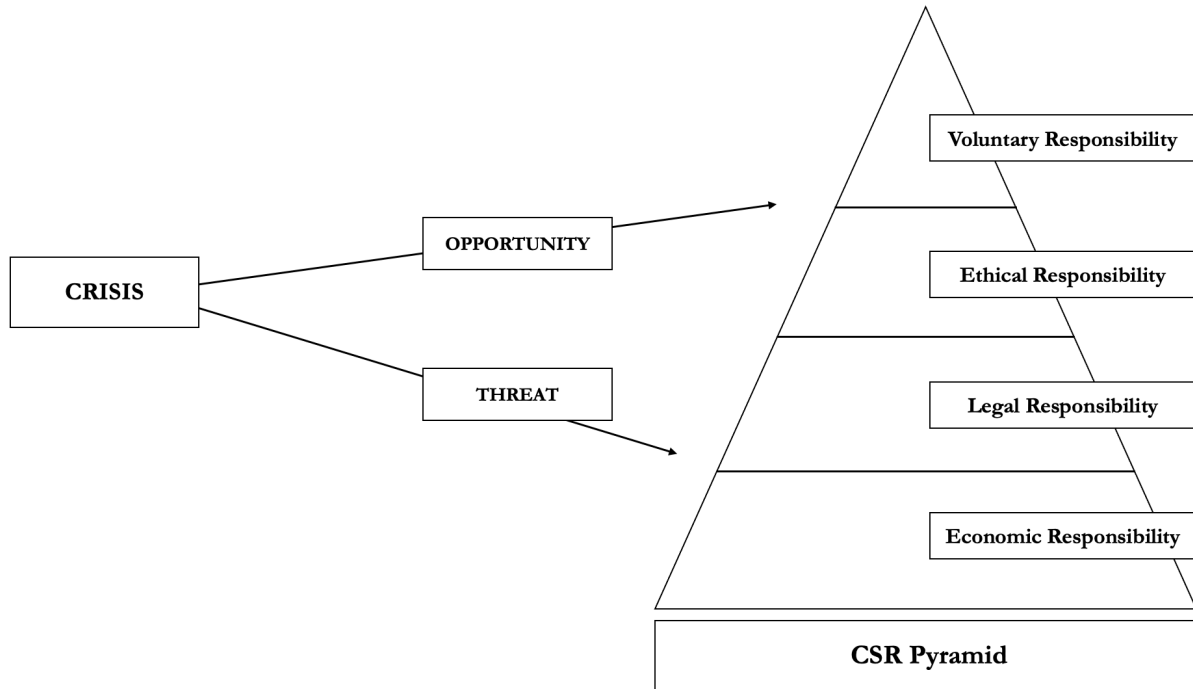 CRISIS
OPPORTUNITY
THREAT
Voluntary Responsibility
Ethical Responsibility
Legal Responsibility
Economic Responsibility
CSR Pyramid